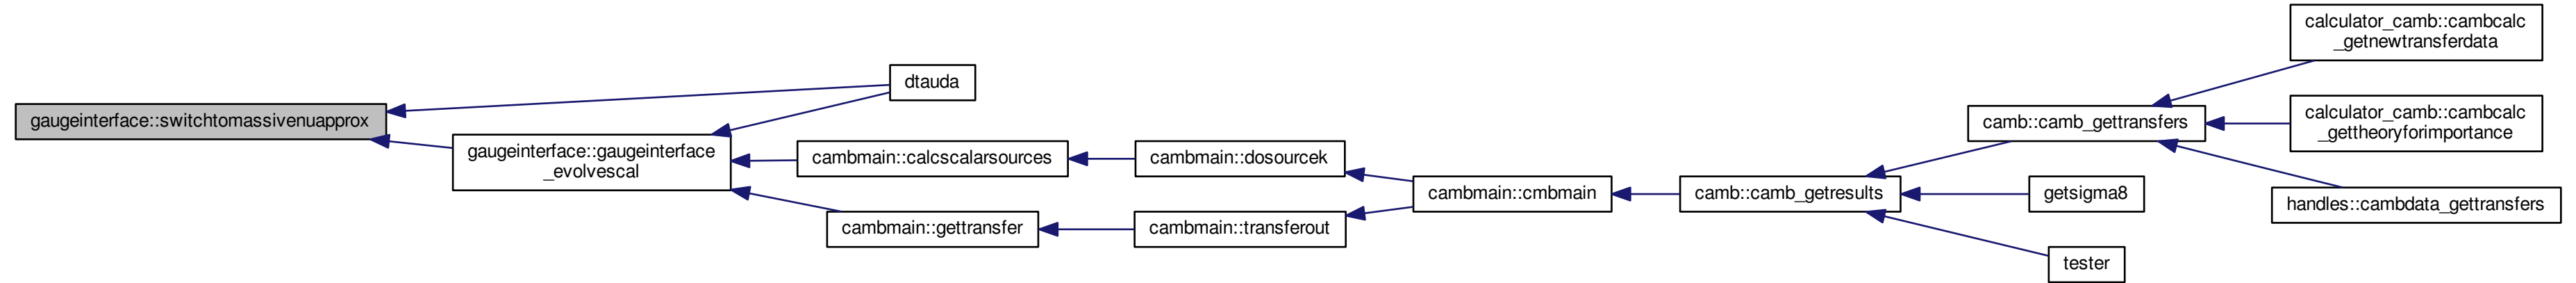 gaugeinterface::switchtomassivenuapprox
dtauda
gaugeinterface::gaugeinterface
_evolvescal
cambmain::calcscalarsources
cambmain::gettransfer
cambmain::dosourcek
cambmain::transferout
cambmain::cmbmain
camb::camb_getresults
camb::camb_gettransfers
getsigma8
tester
calculator_camb::cambcalc
_getnewtransferdata
calculator_camb::cambcalc
_gettheoryforimportance
handles::cambdata_gettransfers